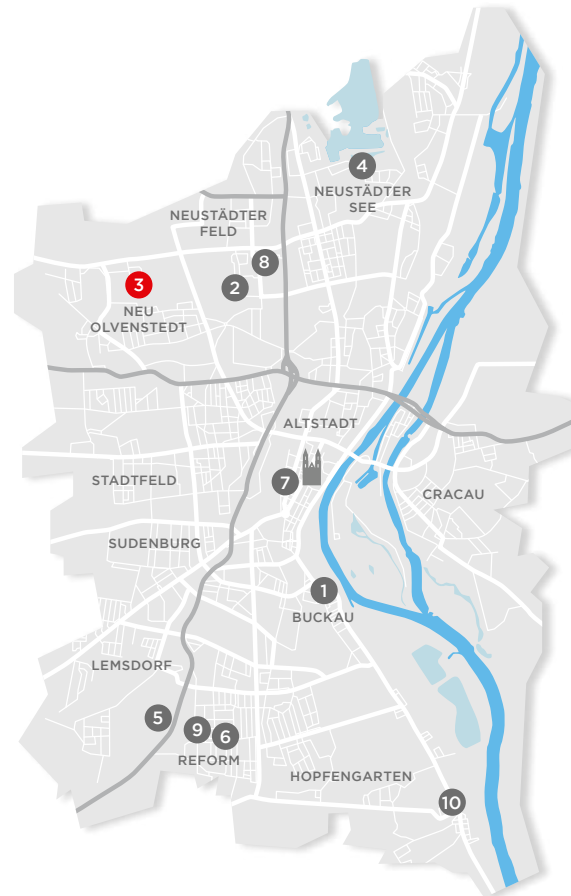 4
NEUSTÄDTER
SEE
NEUSTÄDTER
FELD
8
2
3
NEU
OLVENSTEDT
ALTSTADT
STADTFELD
7
CRACAU
SUDENBURG
1
BUCKAU
LEMSDORF
5
9
6
REFORM
HOPFENGARTEN
10